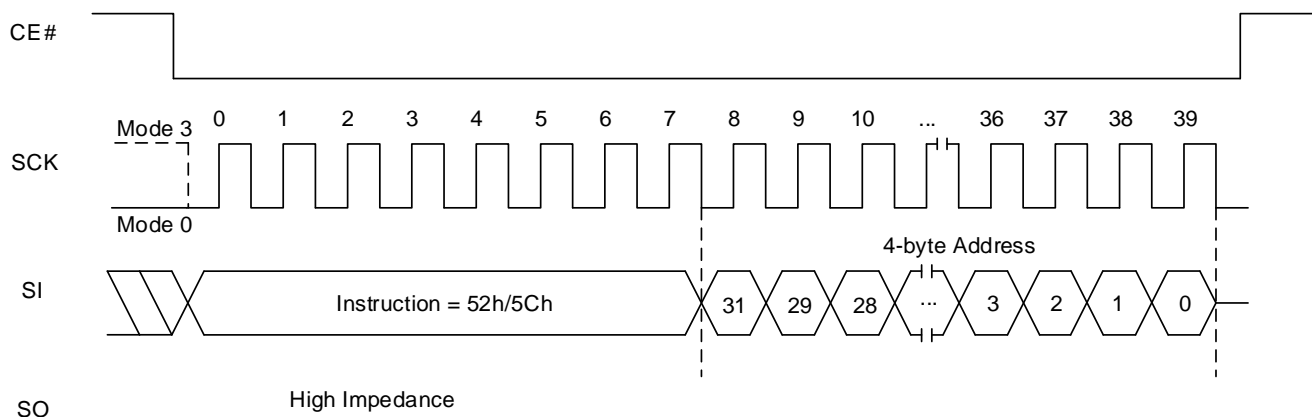 CE#
0 1 2 3 4 5 6 7 8 9 10 ... 36 37 38 39
Mode 3
SCK
Mode 0
4-byte Address
SI
Instruction = 52h/5Ch 31 29 28 ... 3 2 1 0
High Impedance
SO